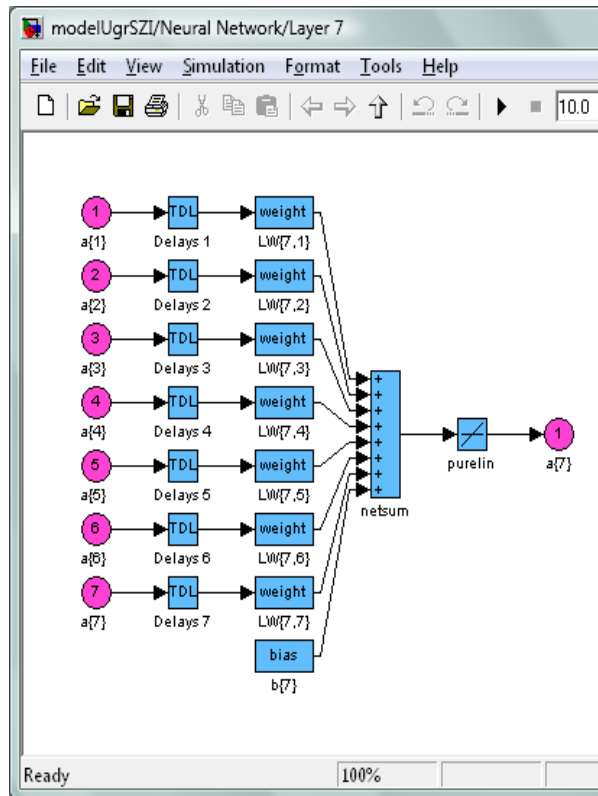 modelUgrSZI/Neural Network/Layer 7
File Edit View Simulation Format Tools Help
10.0
1 TDL weight
a{1} Delays 1 LW{7,1}
2 TDL weight
a{2} Delays 2 LW{7,2}
3 TDL weight
a{3} Delays 3 LW{7,3}
4 TDL weight
a{4} Delays 4 LW{7,4}
5 TDL weight
a{5} Delays 5 LW{7,5}
6 TDL weight
a{6} Delays 6 LW{7,6}
7 TDL weight
a{7} Delays 7 LW{7,7}
bias
b{7}
+
+
+
+
+
+
+
+
netsum
purelin
1
a{7}
Ready 100%